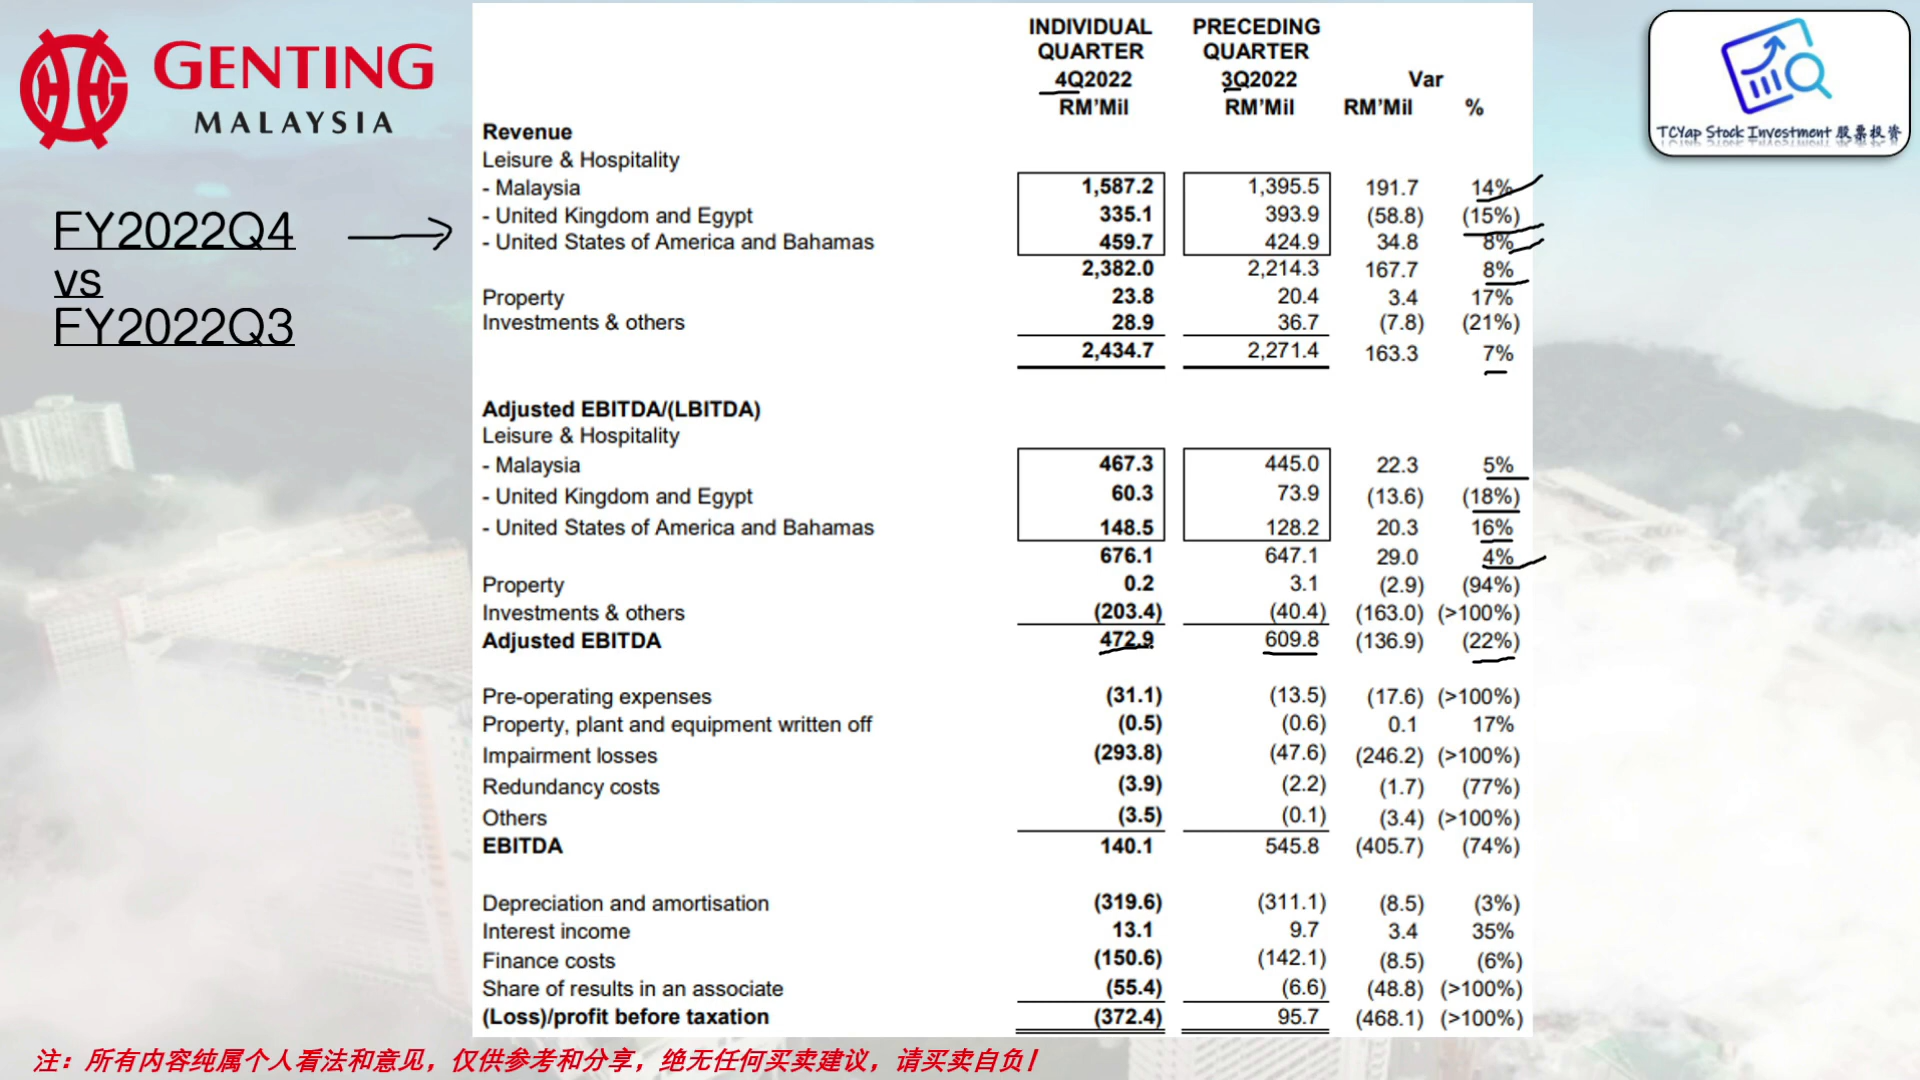 GENTING
MALAYSIA
TCYap Stock Investment 股票投资
FY2022Q4
vs
FY2022Q3
INDIVIDUAL QUARTER 4Q2022 RM'Mil
PRECEDING QUARTER 3Q2022 RM'Mil
Var
RM'Mil %
Revenue
Leisure & Hospitality
- Malaysia 1,587.2 1,395.5 191.7 14%
- United Kingdom and Egypt 335.1 393.9 (58.8) (15%)
- United States of America and Bahamas 459.7 424.9 34.8 8%
2,382.0 2,214.3 167.7 8%
Property 23.8 20.4 3.4 17%
Investments & others 28.9 36.7 (7.8) (21%)
2,434.7 2,271.4 163.3 7%
Adjusted EBITDA/(LBITDA)
Leisure & Hospitality
- Malaysia 467.3 445.0 22.3 5%
- United Kingdom and Egypt 60.3 73.9 (13.6) (18%)
- United States of America and Bahamas 148.5 128.2 20.3 16%
676.1 647.1 29.0 4%
Property 0.2 3.1 (2.9) (94%)
Investments & others (203.4) (40.4) (163.0) (>100%)
Adjusted EBITDA 472.9 609.8 (136.9) (22%)
Pre-operating expenses (31.1) (13.5) (17.6) (>100%)
Property, plant and equipment written off (0.5) (0.6) 0.1 17%
Impairment losses (293.8) (47.6) (246.2) (>100%)
Redundancy costs (3.9) (2.2) (1.7) (77%)
Others (3.5) (0.1) (3.4) (>100%)
EBITDA 140.1 545.8 (405.7) (74%)
Depreciation and amortisation (319.6) (311.1) (8.5) (3%)
Interest income 13.1 9.7 3.4 35%
Finance costs (150.6) (142.1) (8.5) (6%)
Share of results in an associate (55.4) (6.6) (48.8) (>100%)
(Loss)/profit before taxation (372.4) 95.7 (468.1) (>100%)
注：所有内容纯属个人看法和意见，仅供参考和分享，绝无任何买卖建议，请买卖自负！